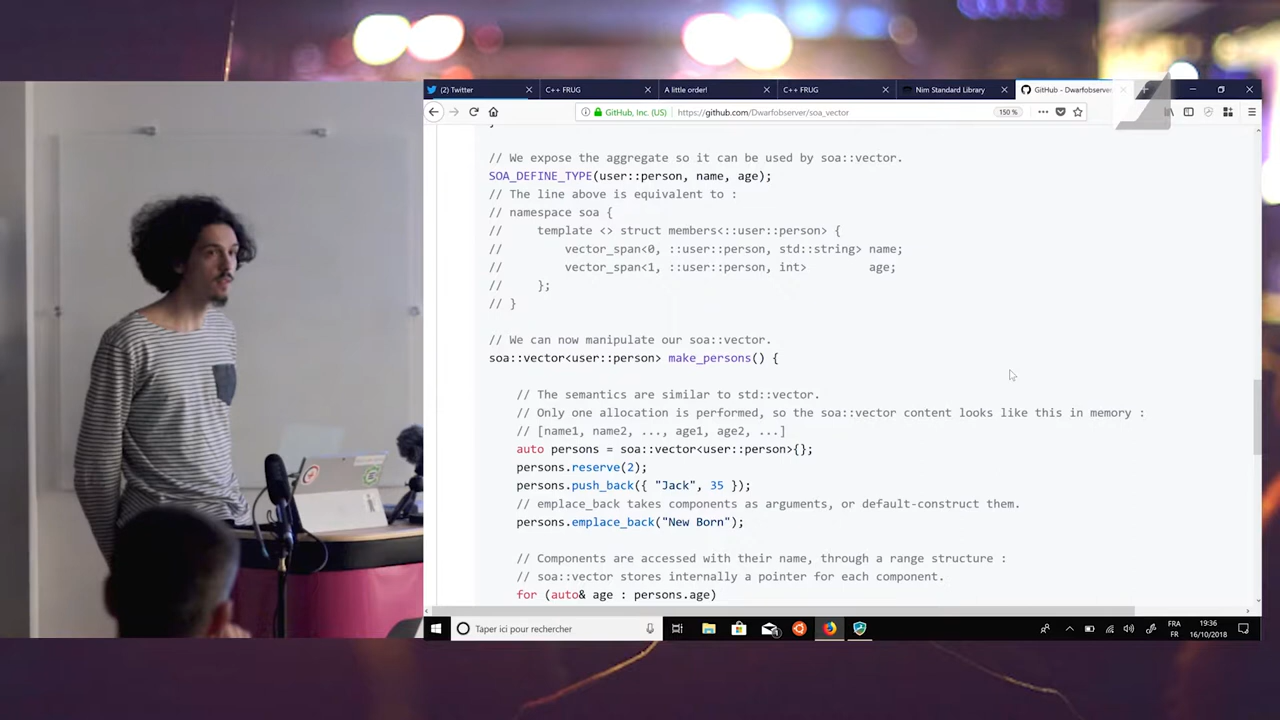 (2) Twitter
C++ FRUG
A little order!
C++ FRUG
Nim Standard Library
GitHub - Dwarfobserver
GitHub, Inc. (US)
https://github.com/Dwarfobserver/soa_vector
150 %
// We expose the aggregate so it can be used by soa::vector.
SOA_DEFINE_TYPE(user::person, name, age);
// The line above is equivalent to :
// namespace soa {
//     template <> struct members<::user::person> {
//         vector_span<0, ::user::person, std::string> name;
//         vector_span<1, ::user::person, int>         age;
//     };
// }
// We can now manipulate our soa::vector.
soa::vector<user::person> make_persons() {
// The semantics are similar to std::vector.
// Only one allocation is performed, so the soa::vector content looks like this in memory :
// [name1, name2, ..., age1, age2, ...]
auto persons = soa::vector<user::person>{};
persons.reserve(2);
persons.push_back({ "Jack", 35 });
// emplace_back takes components as arguments, or default-construct them.
persons.emplace_back("New Born");
// Components are accessed with their name, through a range structure :
// soa::vector stores internally a pointer for each component.
for (auto& age : persons.age)
Taper ici pour rechercher
FRA
FR
19:36
16/10/2018